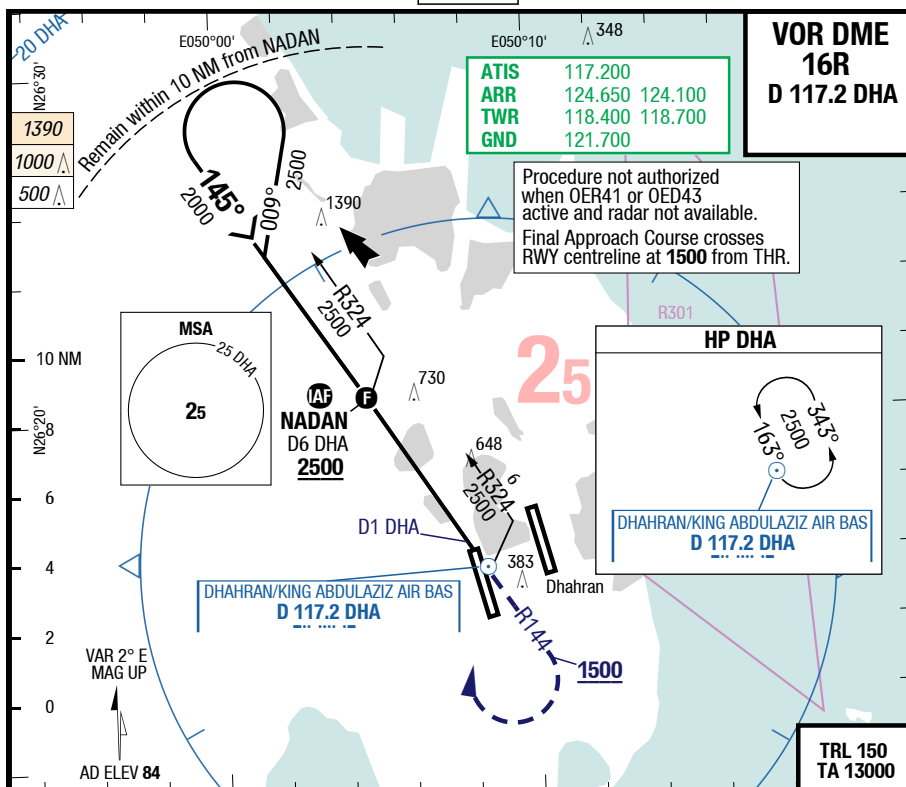 20 DHA
E050°00'
E050°10'
348
VOR DME
16R
D 117.2 DHA
N26°30'
Remain within 10 NM from NADAN
ATIS 117.200
ARR 124.650 124.100
TWR 118.400 118.700
GND 121.700
1390
1000
500
145°
2000
009°
2500
1390
Procedure not authorized
when OER41 or OED43
active and radar not available.
Final Approach Course crosses
RWY centreline at 1500 from THR.
R324
2500
R301
MSA
25 DHA
25
10 NM
8
6
4
2
0
N26°20'
IAF
F
NADAN
D6 DHA
2500
730
25
HP DHA
343°
2500
163°
DHAHRAN/KING ABDULAZIZ AIR BAS
D 117.2 DHA
648
6
R324
2500
D1 DHA
383
Dhahran
DHAHRAN/KING ABDULAZIZ AIR BAS
D 117.2 DHA
R144
1500
VAR 2° E
MAG UP
AD ELEV 84
TRL 150
TA 13000